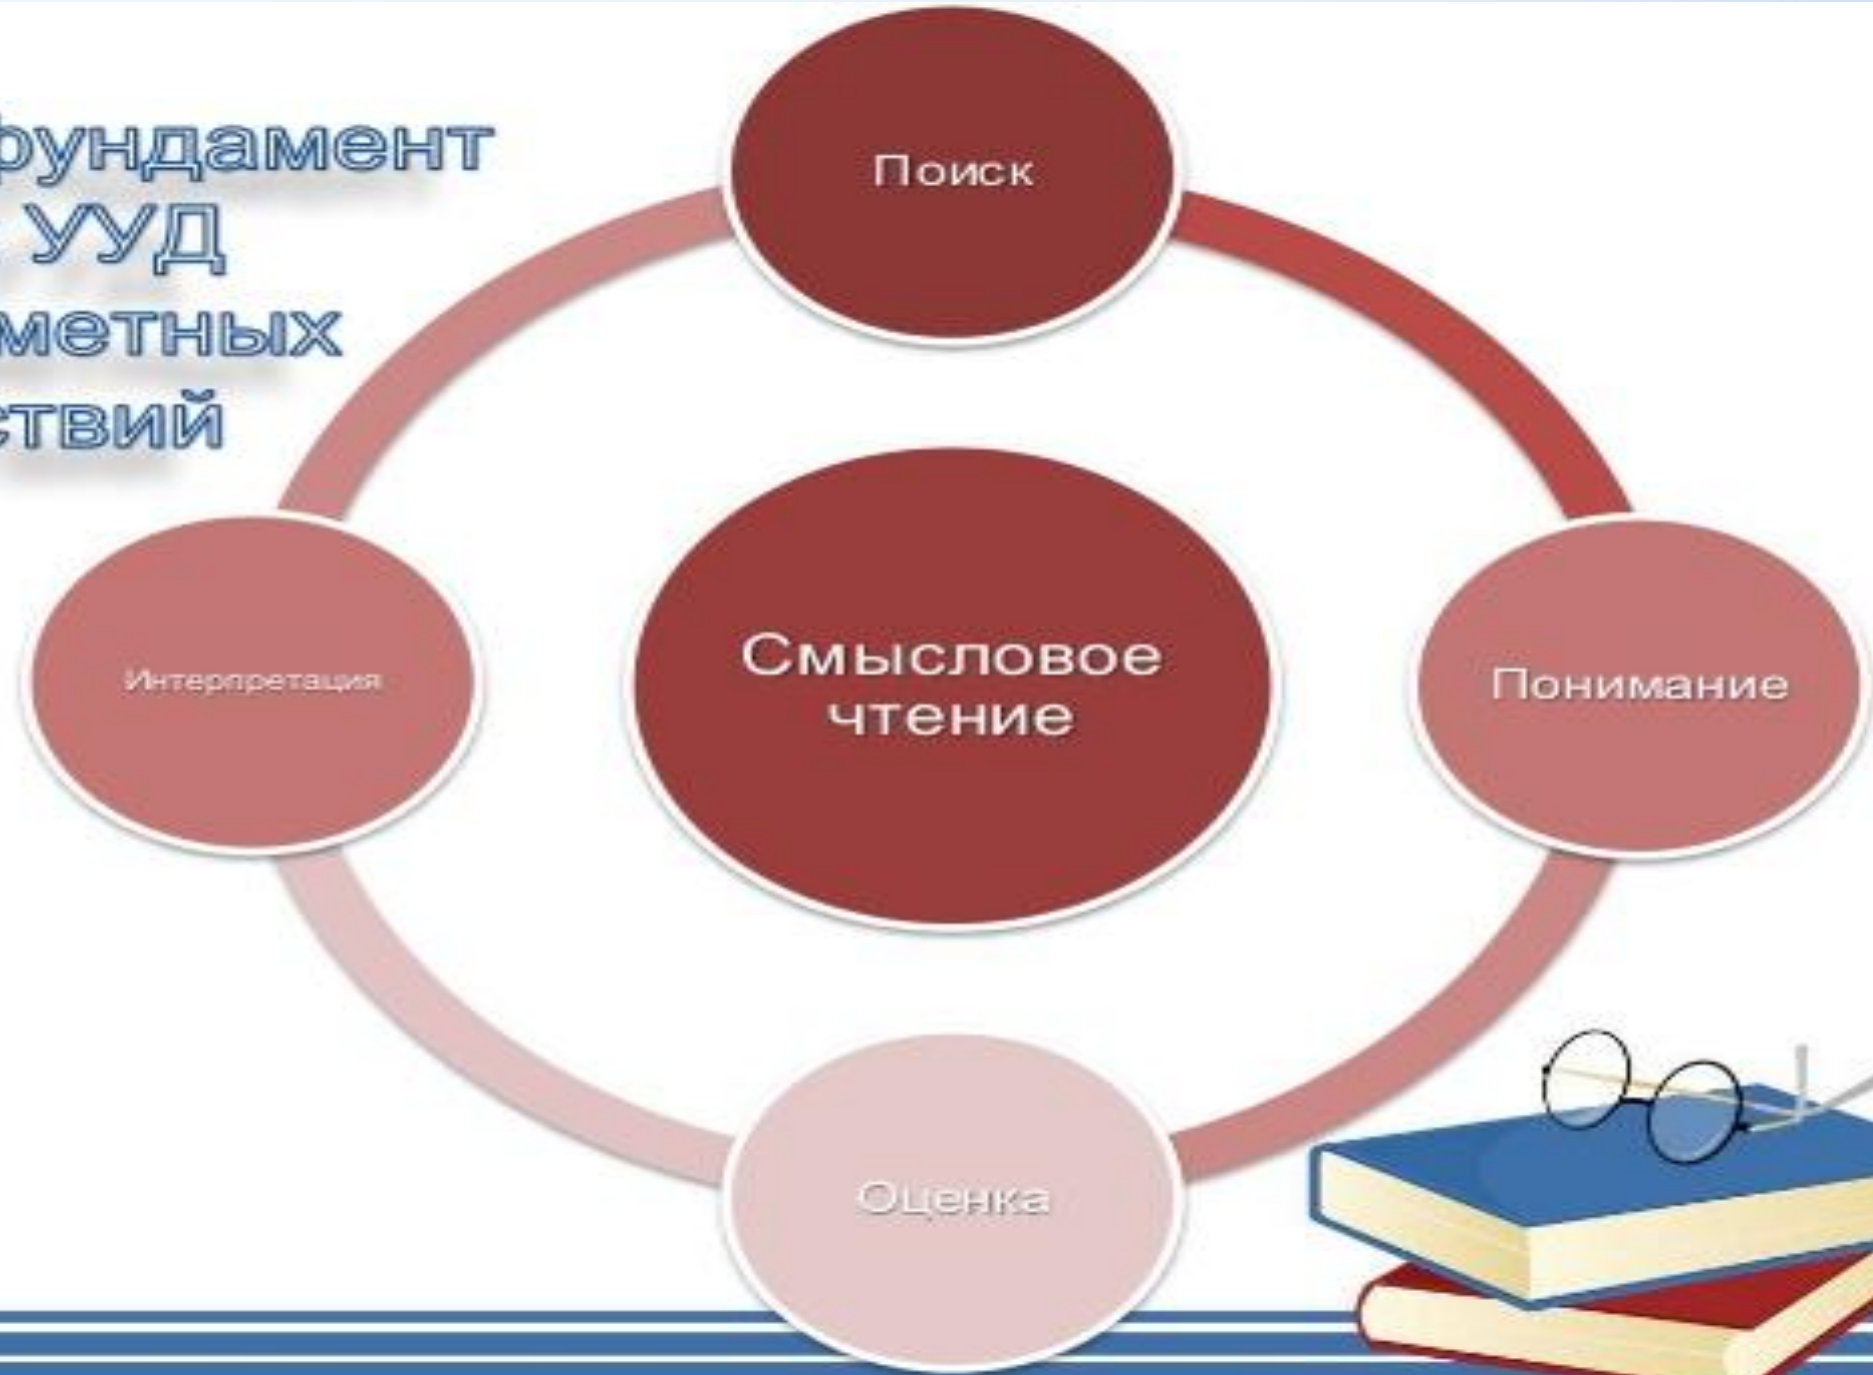 фундамент
УУД
метных
ствий
Поиск
Интерпретация
Смысловое
чтение
Понимание
Оценка